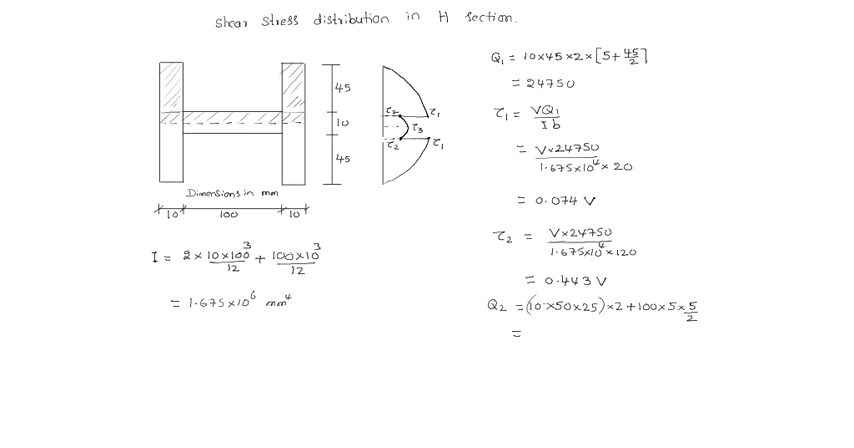 Shear stress distribution in H section.
45
10
45
τ₂ τ₁
τ₃
τ₂ τ₁
Dimensions in mm
10 100 10
I = 2 × 10×100³/12 + 100×10³/12
= 1.675×10⁶ mm⁴
Q₁ = 10×45×2×[5+45/2]
= 24750
τ₁ = VQ₁/Ib
= V×24750/1.675×10⁴×20
= 0.074 V
τ₂ = V×24750/1.675×10⁴×120
= 0.443 V
Q₂ = (10×50×25)×2+100×5×5/2
=